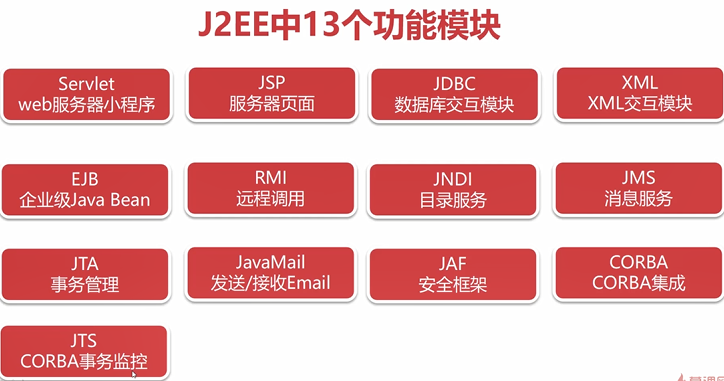 J2EE中13个功能模块
Servlet
web服务器小程序
JSP
服务器页面
JDBC
数据库交互模块
XML
XML交互模块
EJB
企业级Java Bean
RMI
远程调用
JNDI
目录服务
JMS
消息服务
JTA
事务管理
JavaMail
发送/接收Email
JAF
安全框架
CORBA
CORBA集成
JTS
CORBA事务监控